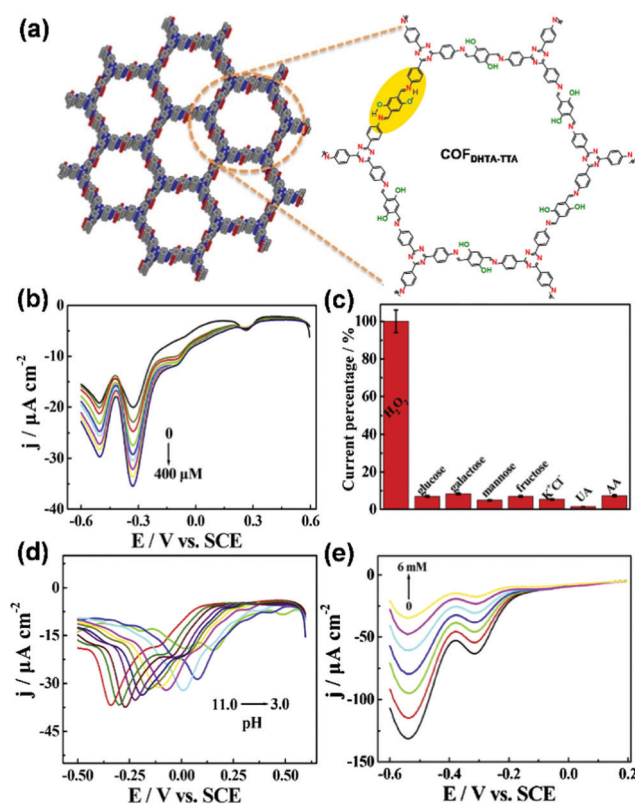 (a)
COF DHTA-TTA
(b)
j / μA cm⁻²
0
-10
-20
-30
-40
0
400 μM
-0.6
-0.3
0.0
0.3
0.6
E / V vs. SCE
(c)
Current percentage / %
100
80
60
40
20
0
H₂O₂
glucose
galactose
mannose
fructose
K⁺Cl⁻
UA
AA
(d)
j / μA cm⁻²
0
-15
-30
-45
11.0 3.0
pH
-0.50
-0.25
0.00
0.25
0.50
E / V vs. SCE
(e)
j / μA cm⁻²
0
-50
-100
-150
6 mM
0
-0.6
-0.4
-0.2
0.0
0.2
E / V vs. SCE